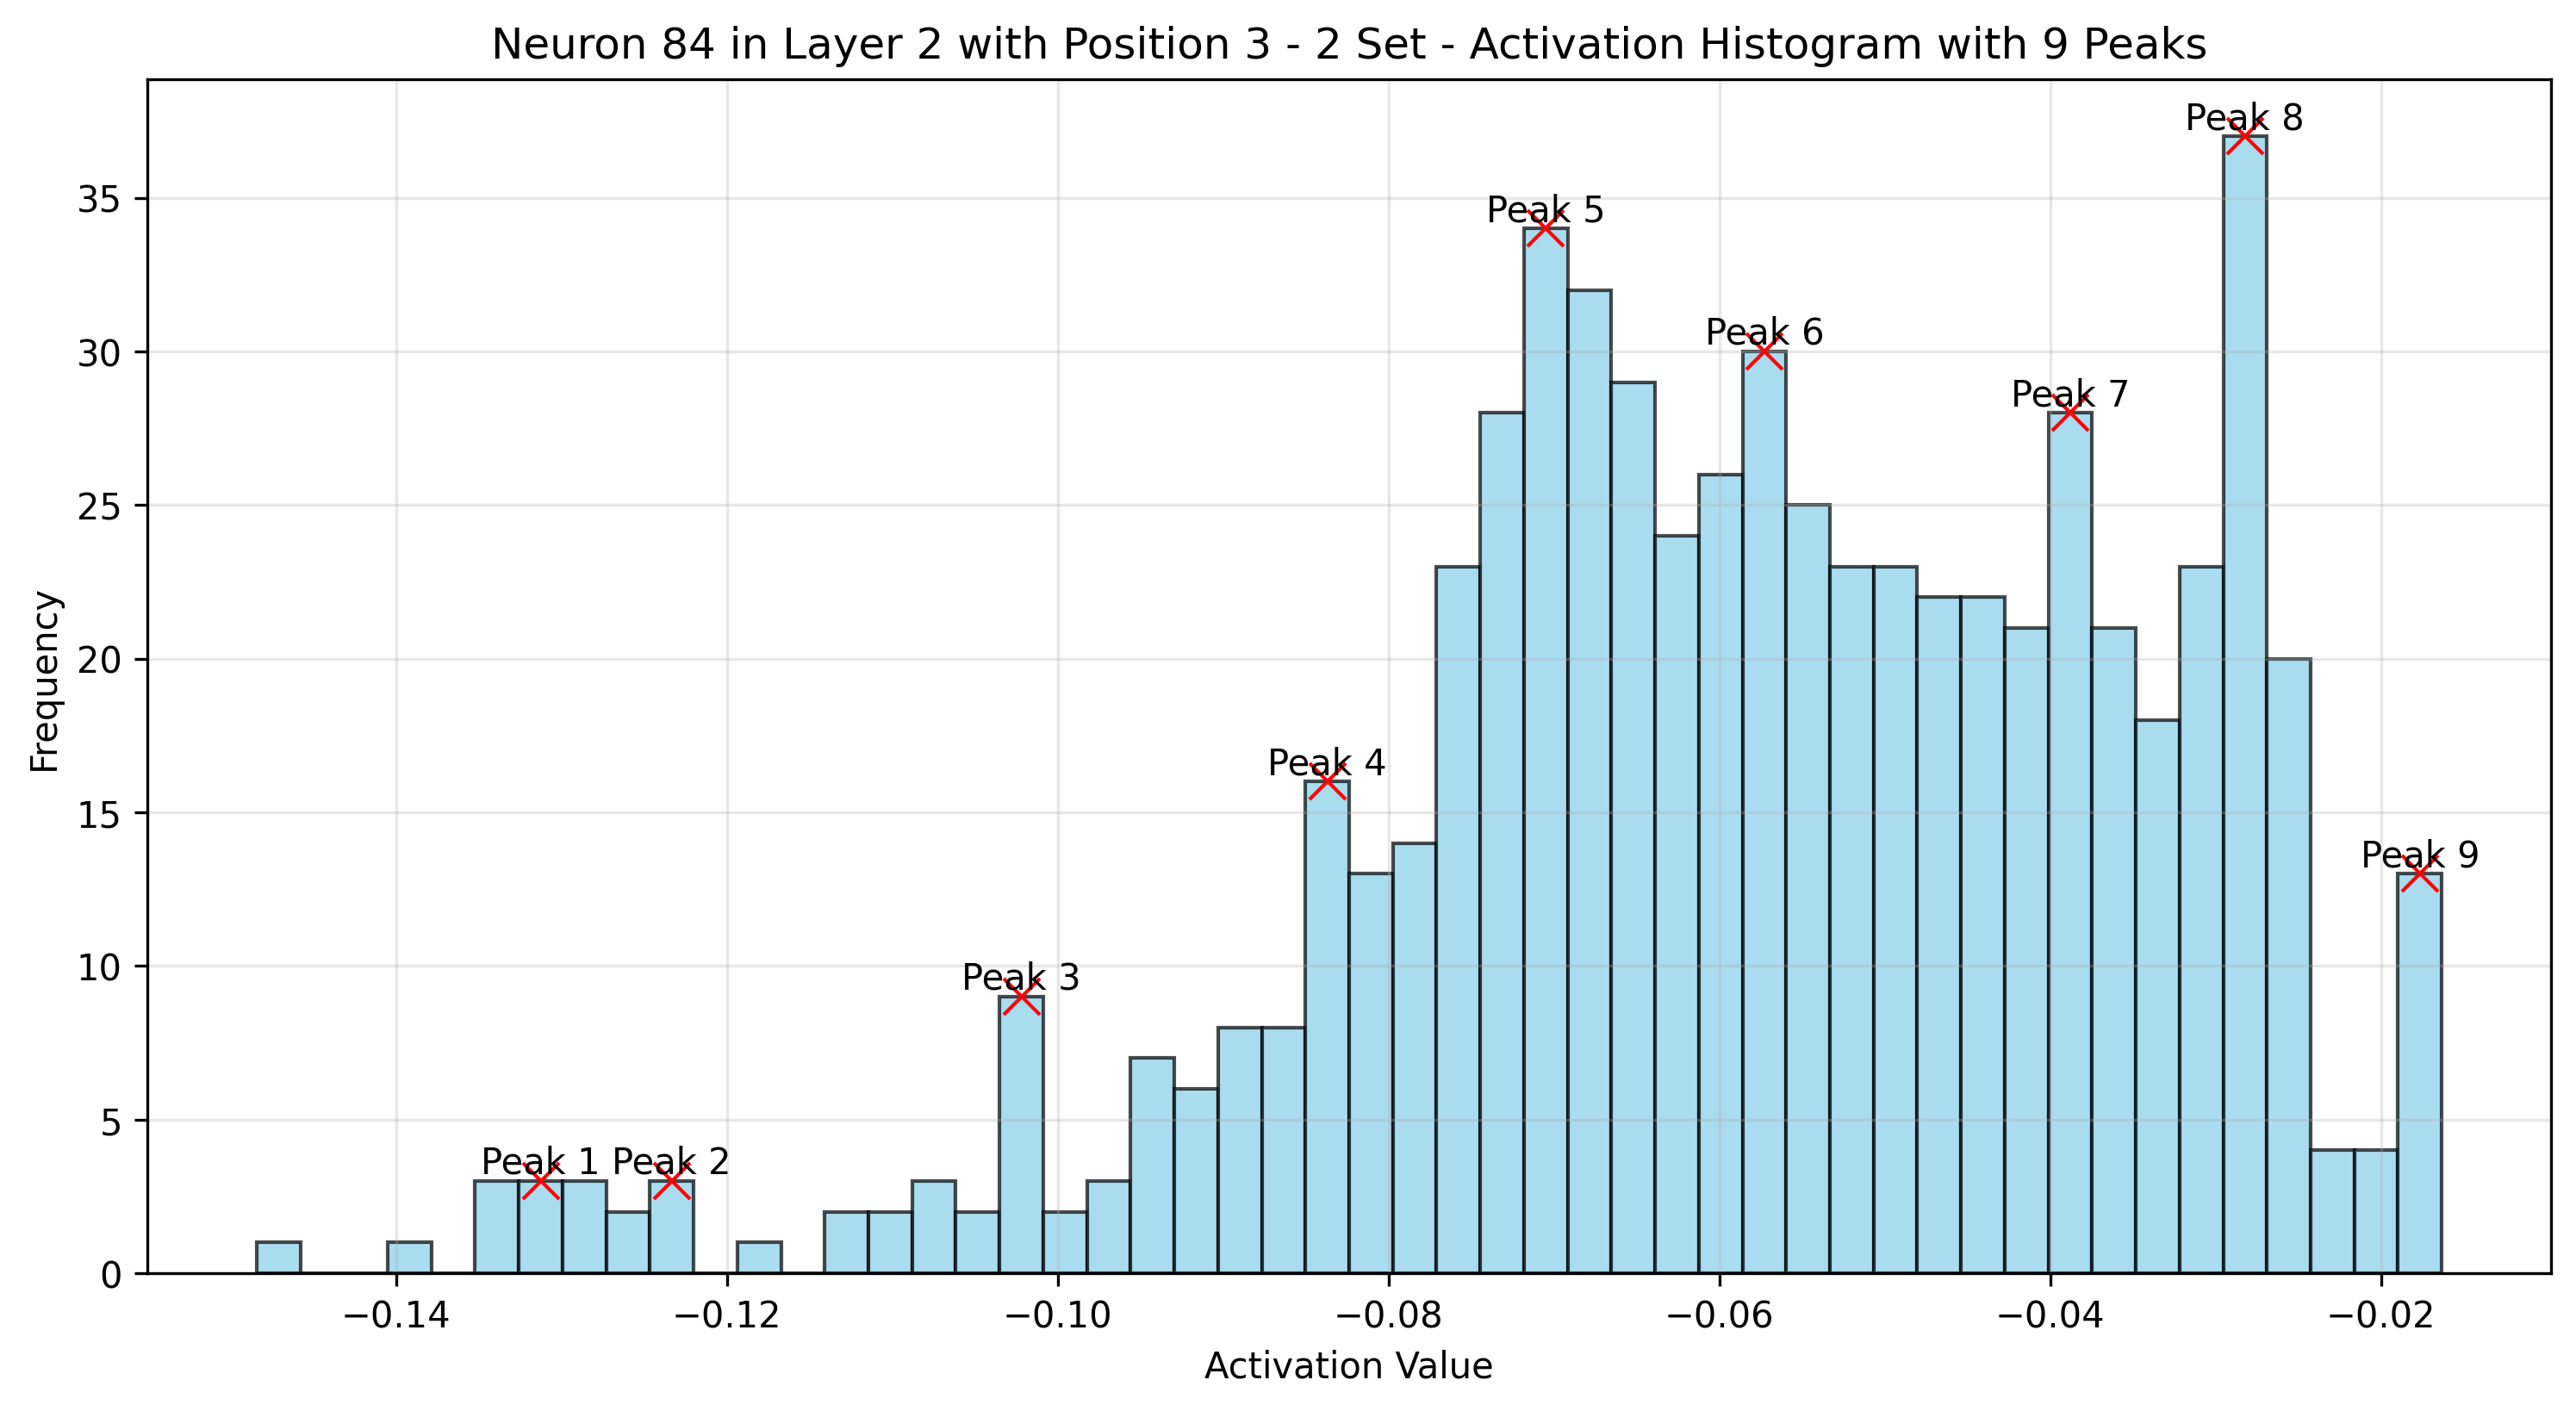 Neuron 84 in Layer 2 with Position 3 - 2 Set - Activation Histogram with 9 Peaks
Peak 8
35
Peak 5
30
Peak 6
Peak 7
25
20
Frequency
Peak 4
15
Peak 9
10
Peak 3
5
Peak 1
Peak 2
0
−0.14
−0.12
−0.10
−0.08
−0.06
−0.04
−0.02
Activation Value